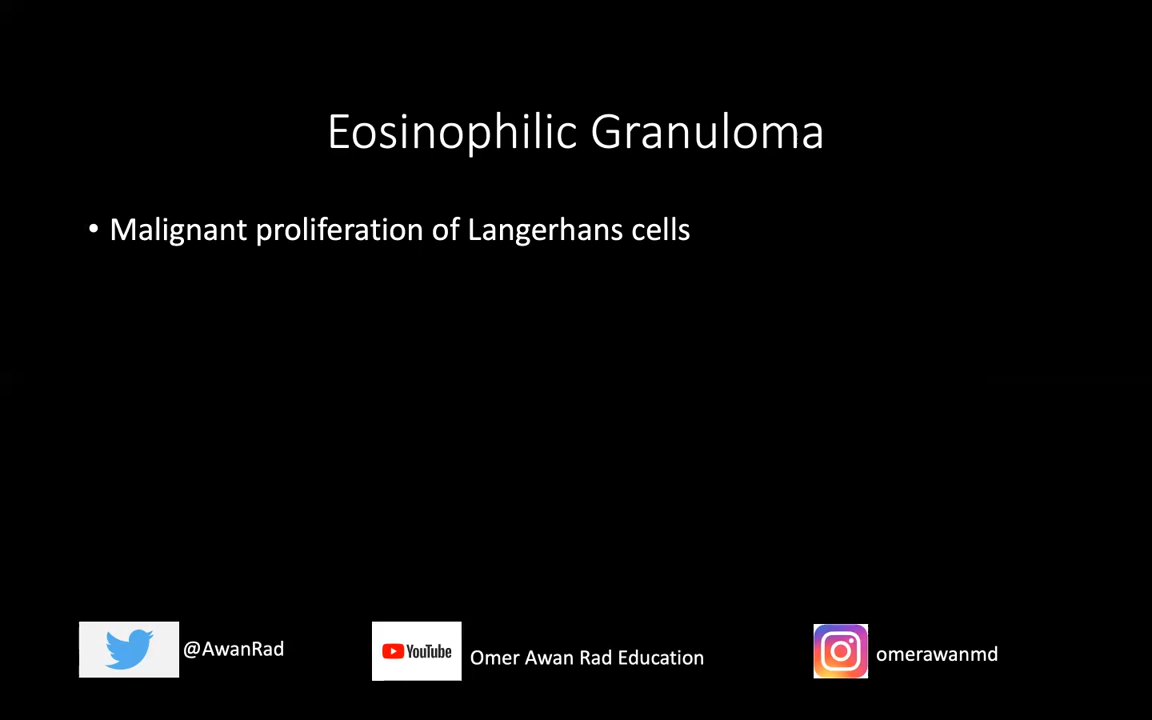 Eosinophilic Granuloma
• Malignant proliferation of Langerhans cells
@AwanRad
YouTube
Omer Awan Rad Education
omerawanmd